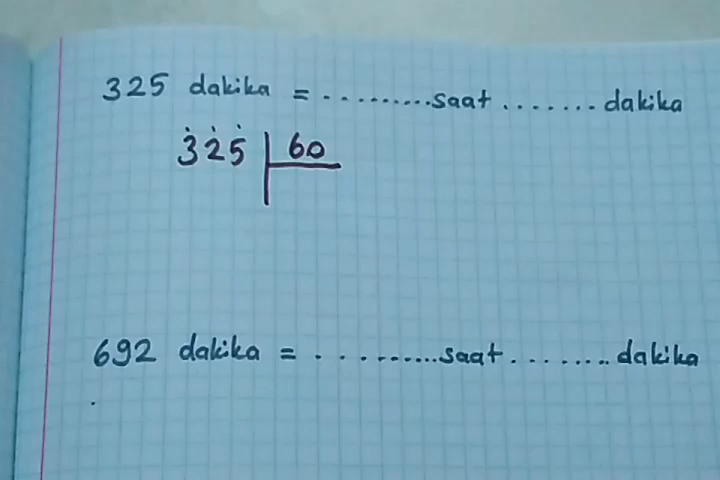 325 dakika = ..........saat ....... dakika
325 | 60
692 dakika = ..........saat ........ dakika